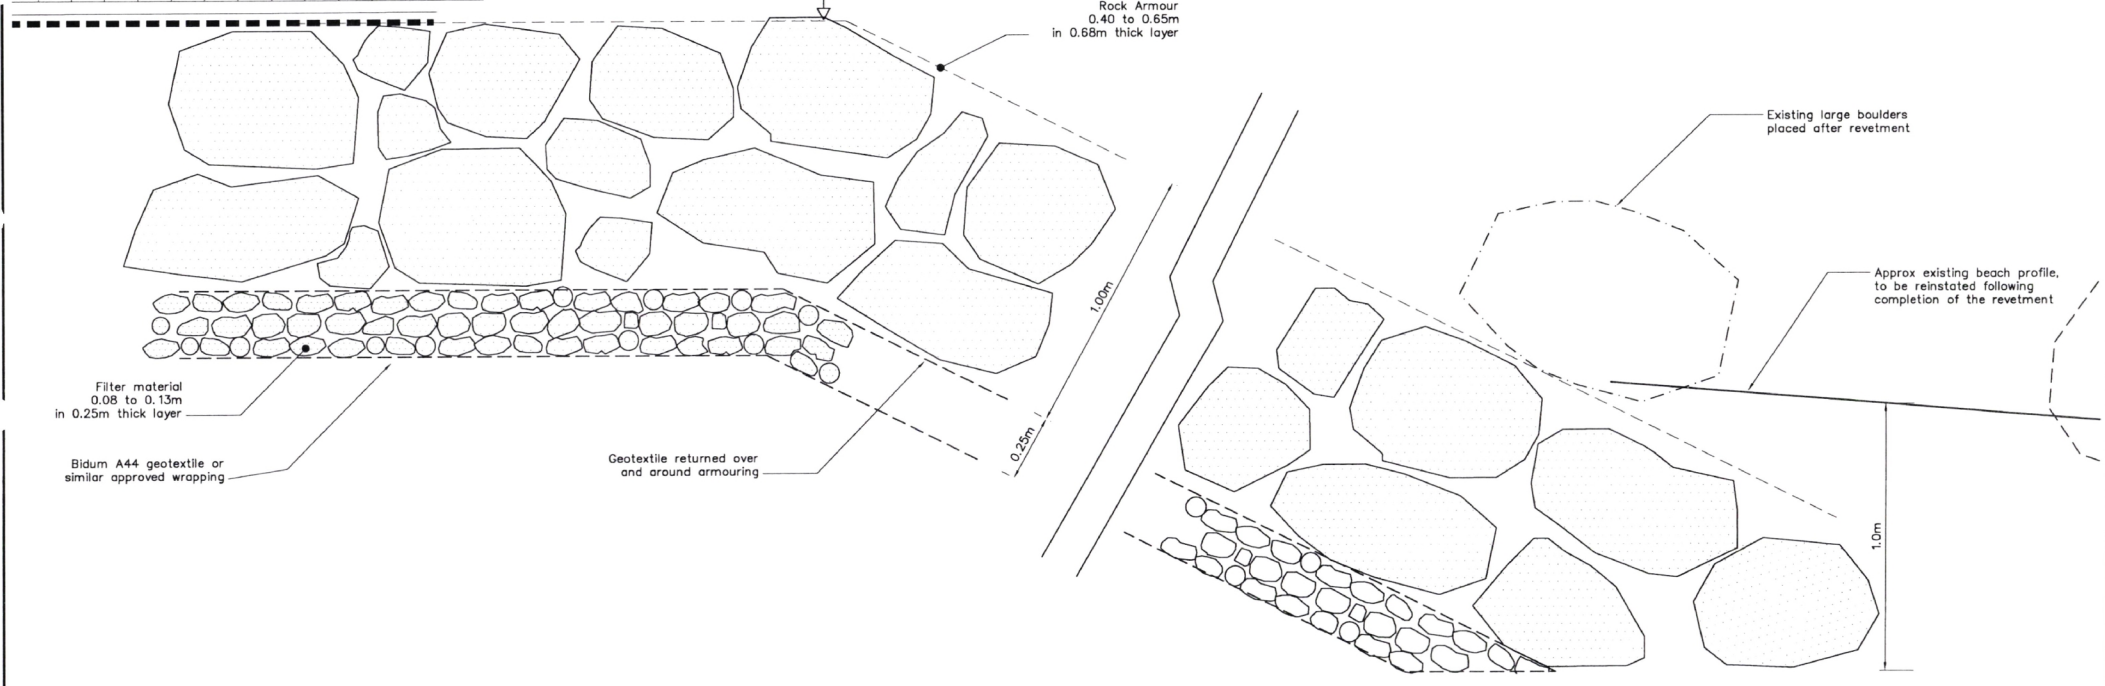 Rock Armour
0.40 to 0.65m
in 0.68m thick layer
Existing large boulders
placed after revetment
Approx existing beach profile,
to be reinstated following
completion of the revetment
1.00m
0.25m
1.0m
Filter material
0.08 to 0.13m
in 0.25m thick layer
Bidum A44 geotextile or
similar approved wrapping
Geotextile returned over
and around armouring